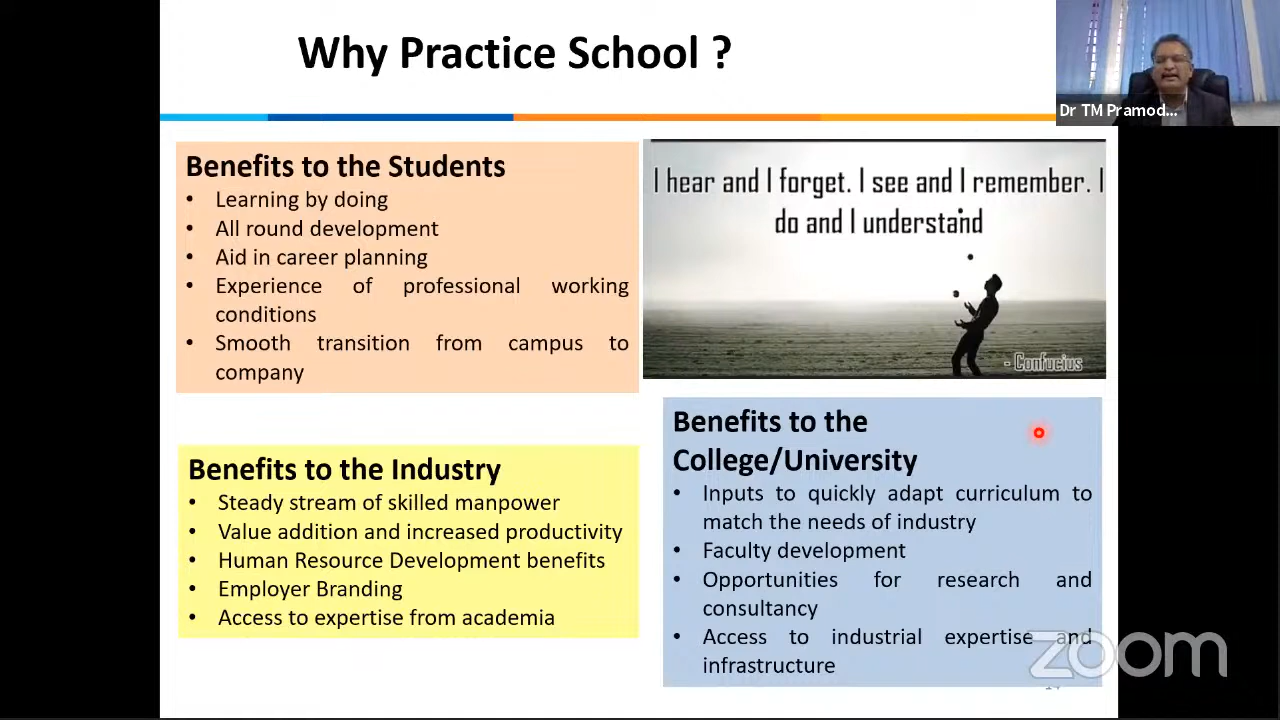 Why Practice School ?
Dr TM Pramod...
Benefits to the Students
• Learning by doing
• All round development
• Aid in career planning
• Experience of professional working
conditions
• Smooth transition from campus to
company
I hear and I forget. I see and I remember. I
do and I understand
- Confucius
Benefits to the Industry
• Steady stream of skilled manpower
• Value addition and increased productivity
• Human Resource Development benefits
• Employer Branding
• Access to expertise from academia
Benefits to the
College/University
• Inputs to quickly adapt curriculum to
match the needs of industry
• Faculty development
• Opportunities for research and
consultancy
• Access to industrial expertise and
infrastructure
zoom